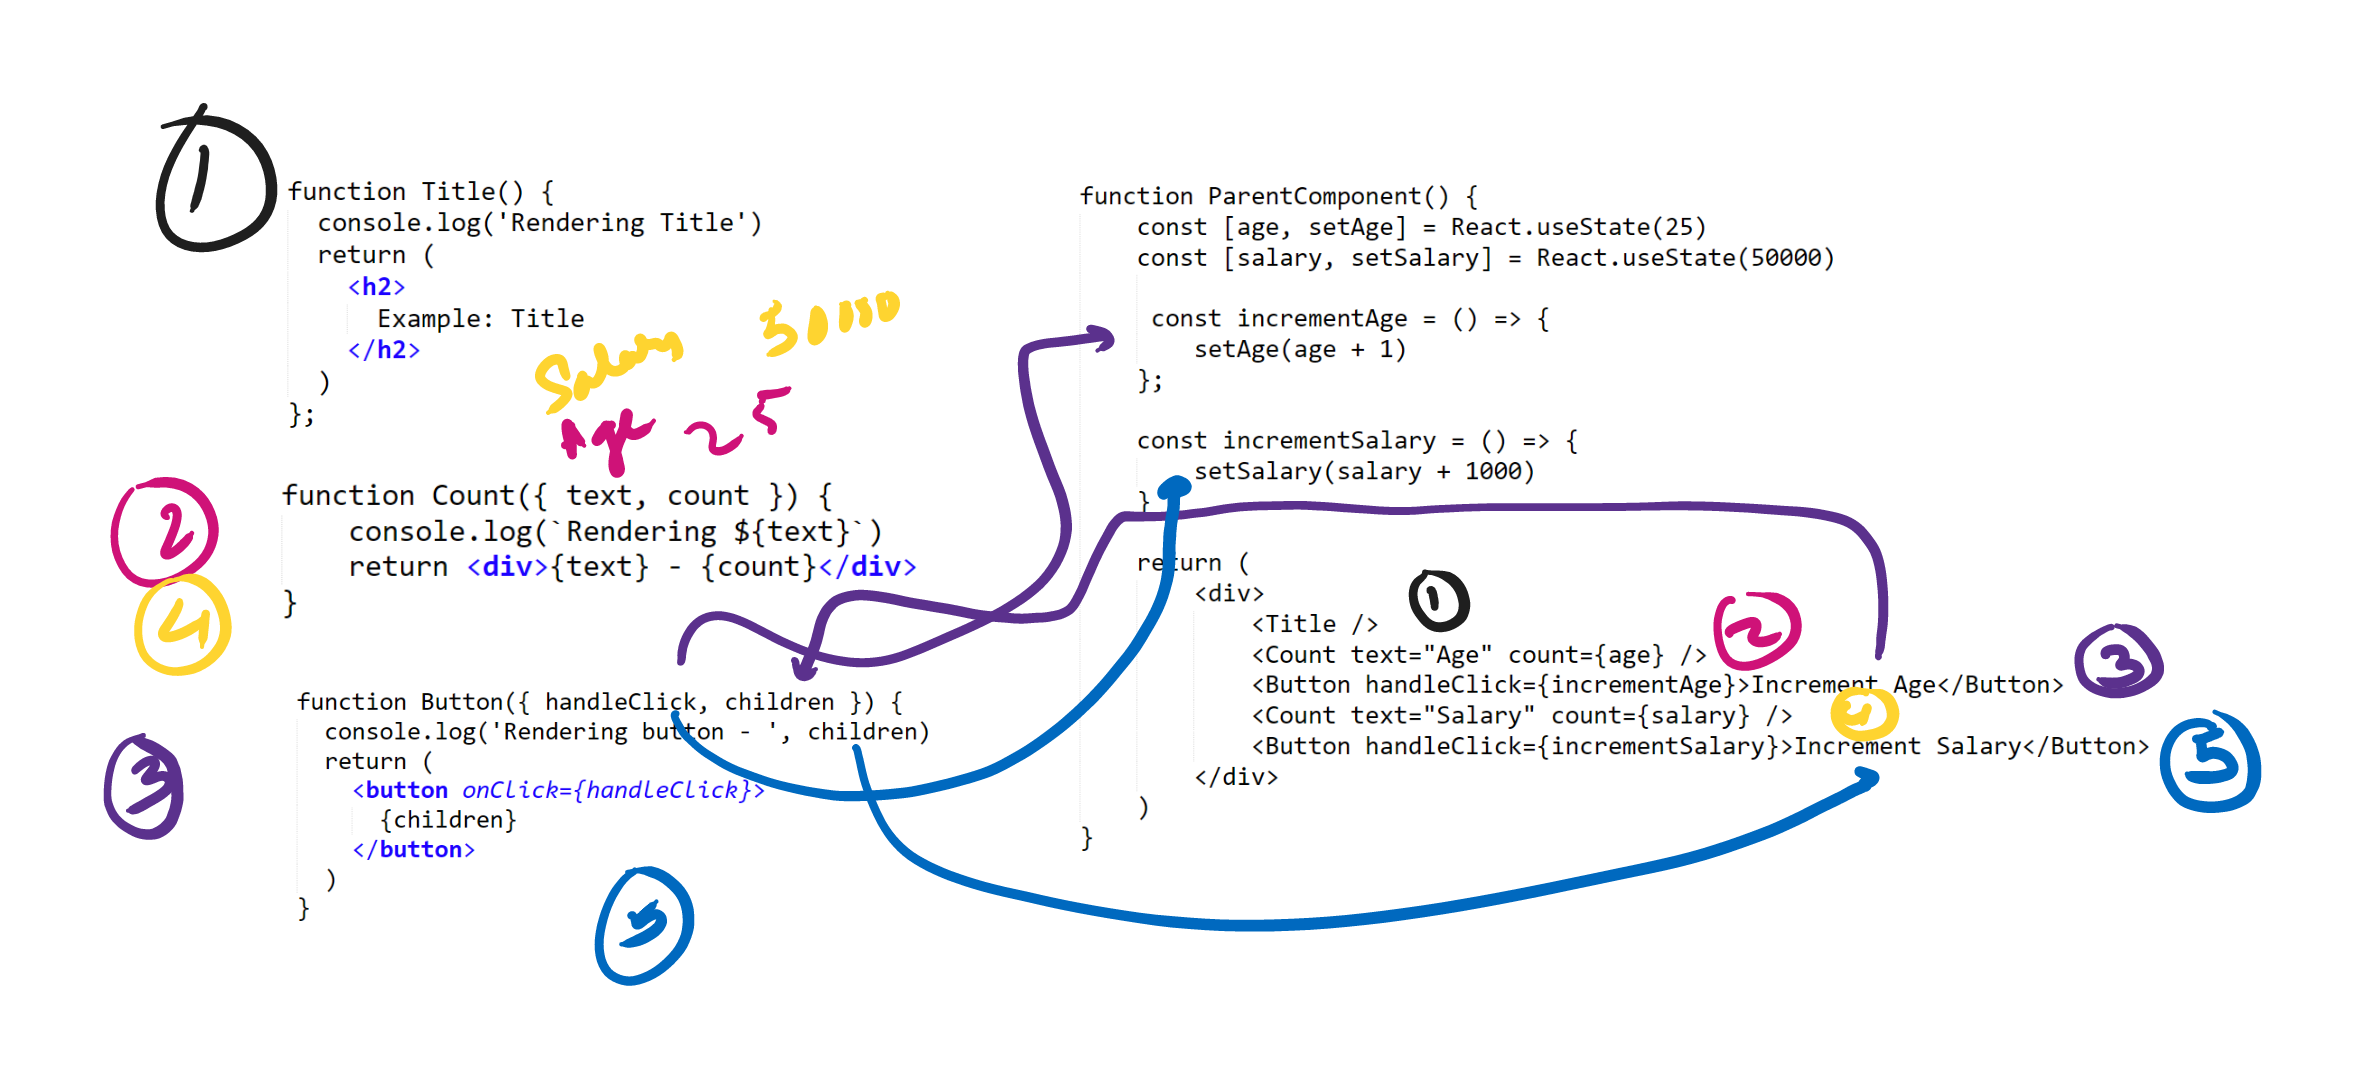 1
function Title() {
console.log('Rendering Title')
return (
<h2>
Example: Title
</h2>
)
};
Salary 50000
Age 25
2
function Count({ text, count }) {
console.log(`Rendering ${text}`)
return <div>{text} - {count}</div>
}
4
function Button({ handleClick, children }) {
console.log('Rendering button - ', children)
return (
<button onClick={handleClick}>
{children}
</button>
)
}
3
5
function ParentComponent() {
const [age, setAge] = React.useState(25)
const [salary, setSalary] = React.useState(50000)
const incrementAge = () => {
setAge(age + 1)
};
const incrementSalary = () => {
setSalary(salary + 1000)
}
return (
<div>
<Title /> 1
<Count text="Age" count={age} /> 2
<Button handleClick={incrementAge}>Increment Age</Button> 3
<Count text="Salary" count={salary} /> 4
<Button handleClick={incrementSalary}>Increment Salary</Button> 5
</div>
)
}